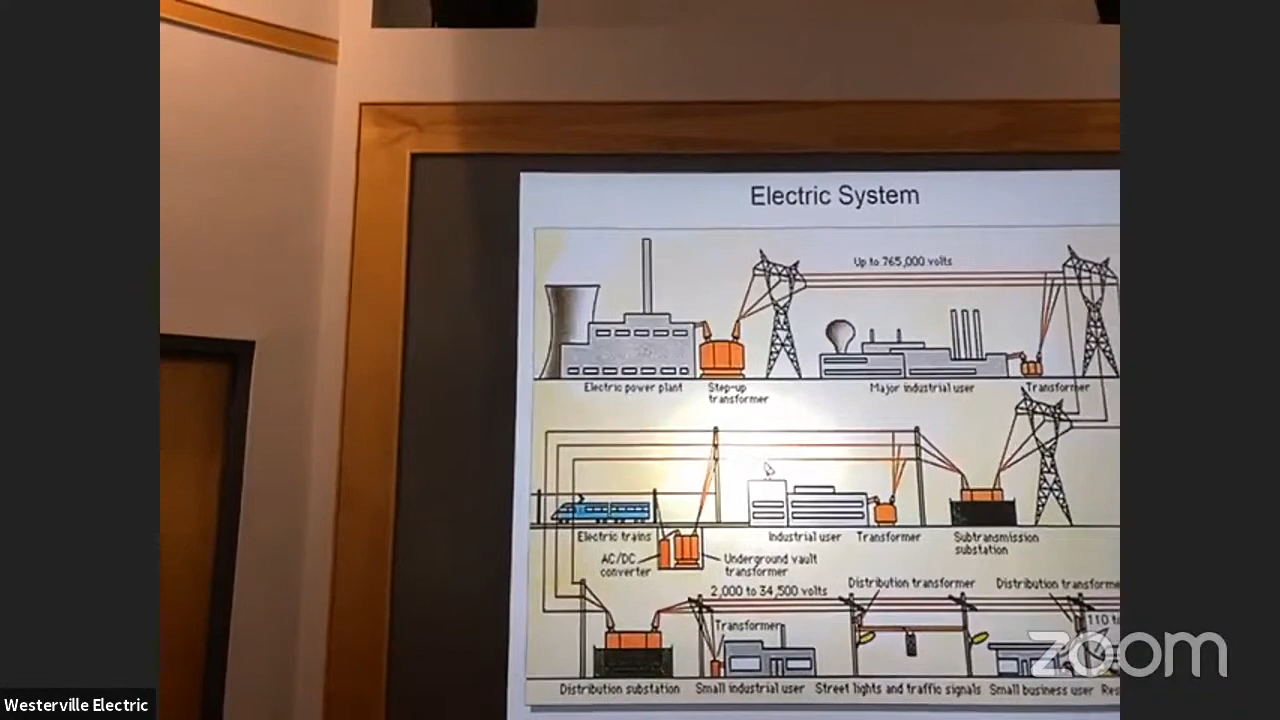 Electric System
Up to 765,000 volts
Electric power plant
Step-up
transformer
Major industrial user
Transformer
Electric trains
Industrial user
Transformer
Subtransmission
substation
AC/DC
converter
Underground vault
transformer
2,000 to 34,500 volts
Distribution transformer
Distribution transforme
Transformer
110
Distribution substation
Small industrial user
Street lights and traffic signals
Small business user
Res
zoom
Westerville Electric